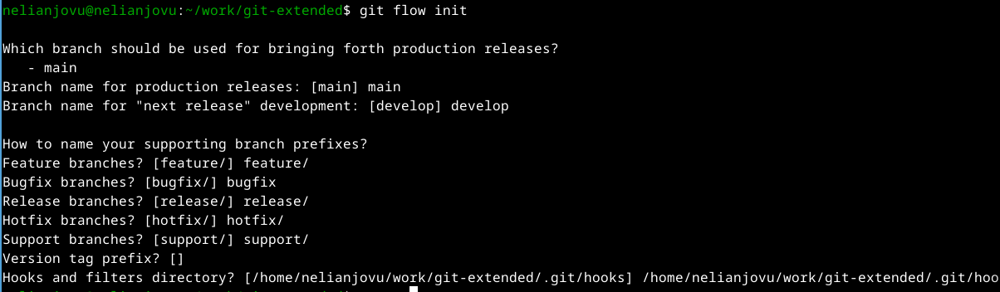 nelianjovu@nelianjovu:~/work/git-extended$ git flow init
Which branch should be used for bringing forth production releases?
- main
Branch name for production releases: [main] main
Branch name for "next release" development: [develop] develop
How to name your supporting branch prefixes?
Feature branches? [feature/] feature/
Bugfix branches? [bugfix/] bugfix
Release branches? [release/] release/
Hotfix branches? [hotfix/] hotfix/
Support branches? [support/] support/
Version tag prefix? []
Hooks and filters directory? [/home/nelianjovu/work/git-extended/.git/hooks] /home/nelianjovu/work/git-extended/.git/hoo